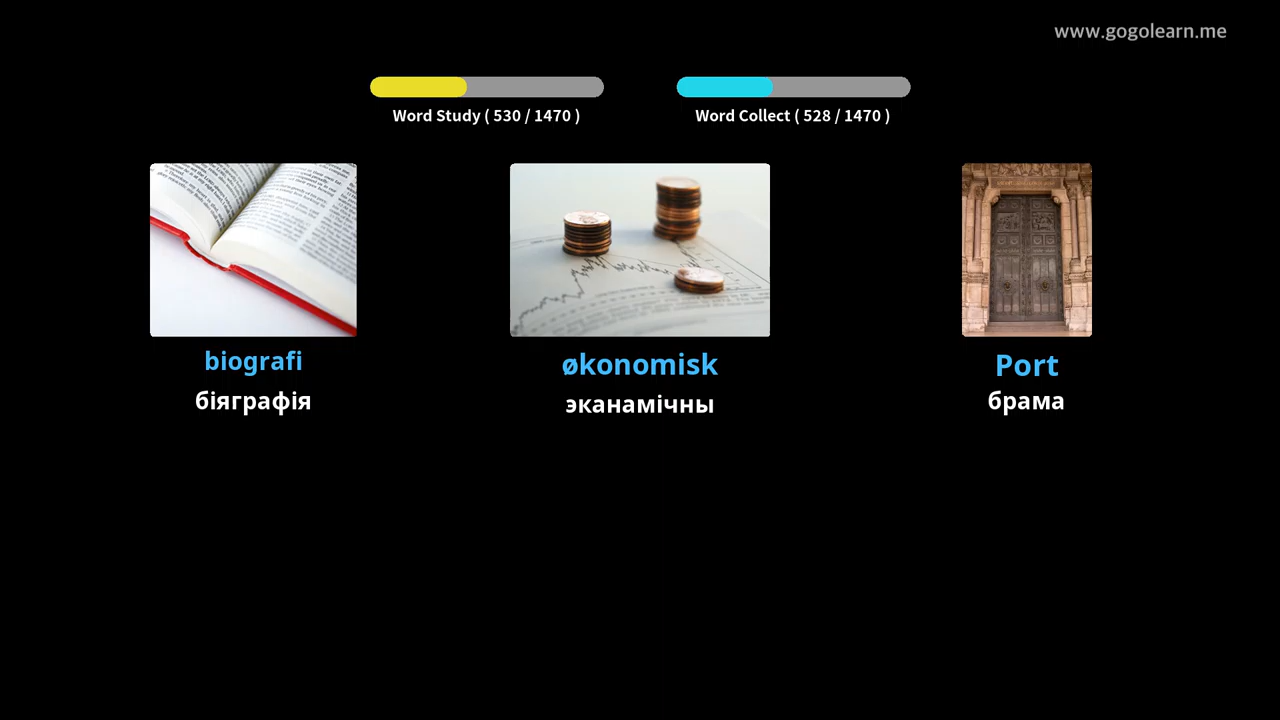 www.gogolearn.me
Word Study ( 530 / 1470 )
Word Collect ( 528 / 1470 )
biografi
økonomisk
Port
біяграфія
эканамічны
брама